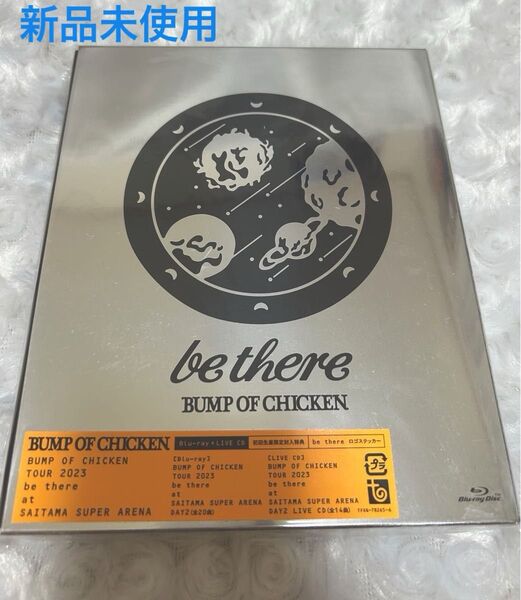 新品未使用
be there
BUMP OF CHICKEN
BUMP OF CHICKEN Blu-ray + LIVE CD 初回生産限定封入特典 be there ロゴステッカー
BUMP OF CHICKEN
TOUR 2023
be there
at
SAITAMA SUPER ARENA
[Blu-ray]
BUMP OF CHICKEN
TOUR 2023
be there
at
SAITAMA SUPER ARENA
DAY2(全20曲)
[LIVE CD]
BUMP OF CHICKEN
TOUR 2023
be there
at
SAITAMA SUPER ARENA
DAY2 LIVE CD(全14曲)
プラ
Blu-ray Disc